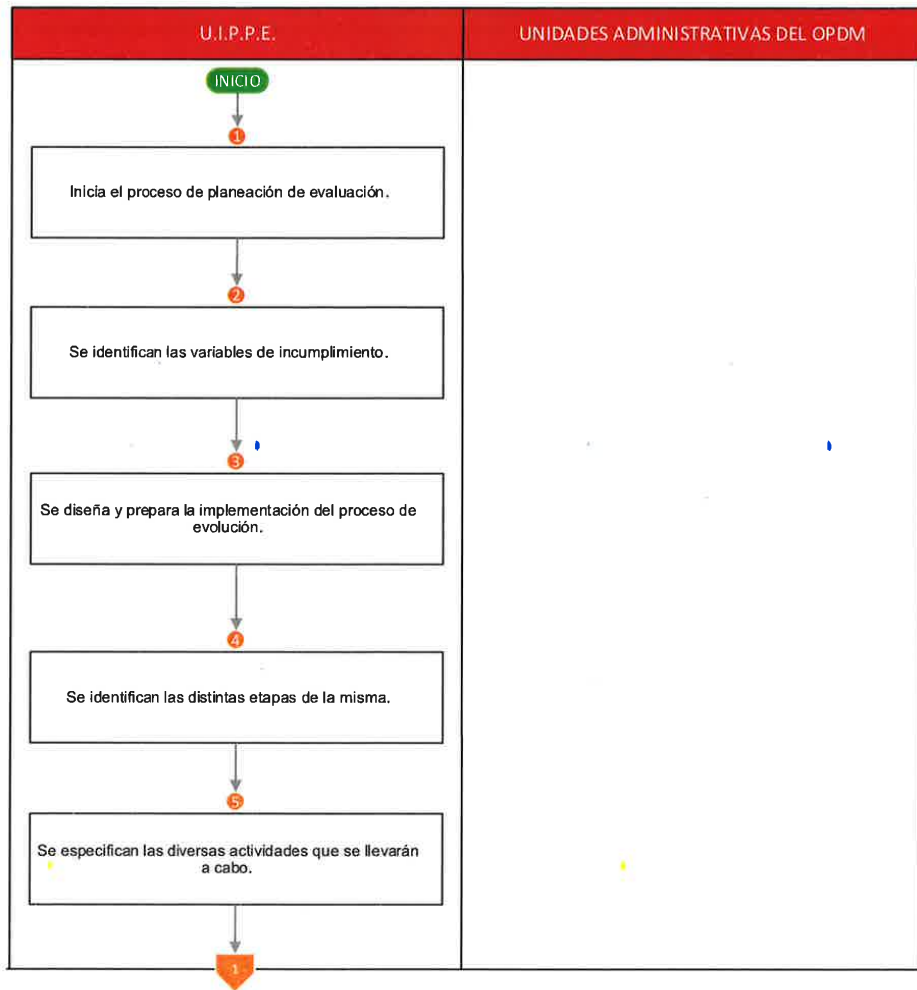 U.I.P.P.E.
UNIDADES ADMINISTRATIVAS DEL OPDM
INICIO
1
Inicia el proceso de planeación de evaluación.
2
Se identifican las variables de incumplimiento.
3
Se diseña y prepara la implementación del proceso de
evolución.
4
Se identifican las distintas etapas de la misma.
5
Se especifican las diversas actividades que se llevarán
a cabo.
1